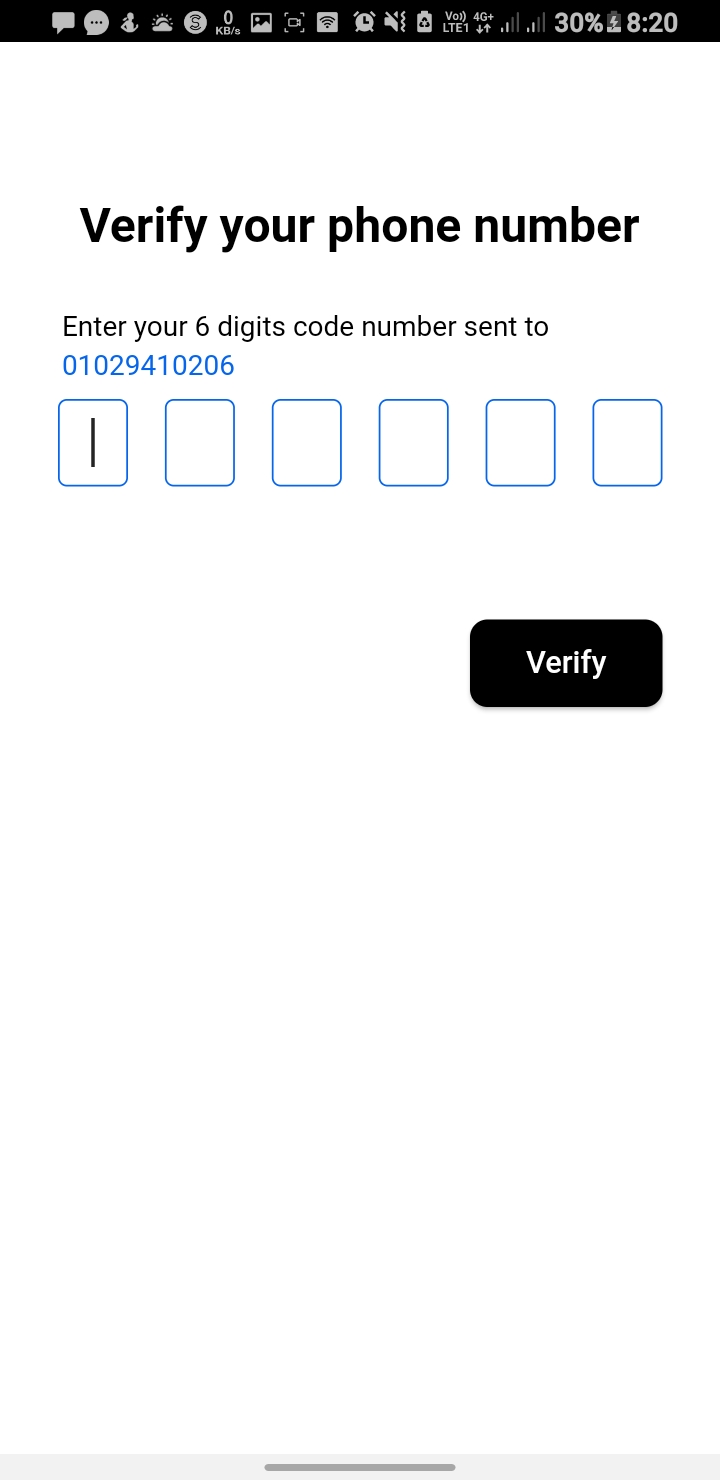 0
KB/s
Vo))
LTE1
4G+
30%
8:20
Verify your phone number
Enter your 6 digits code number sent to
01029410206
Verify